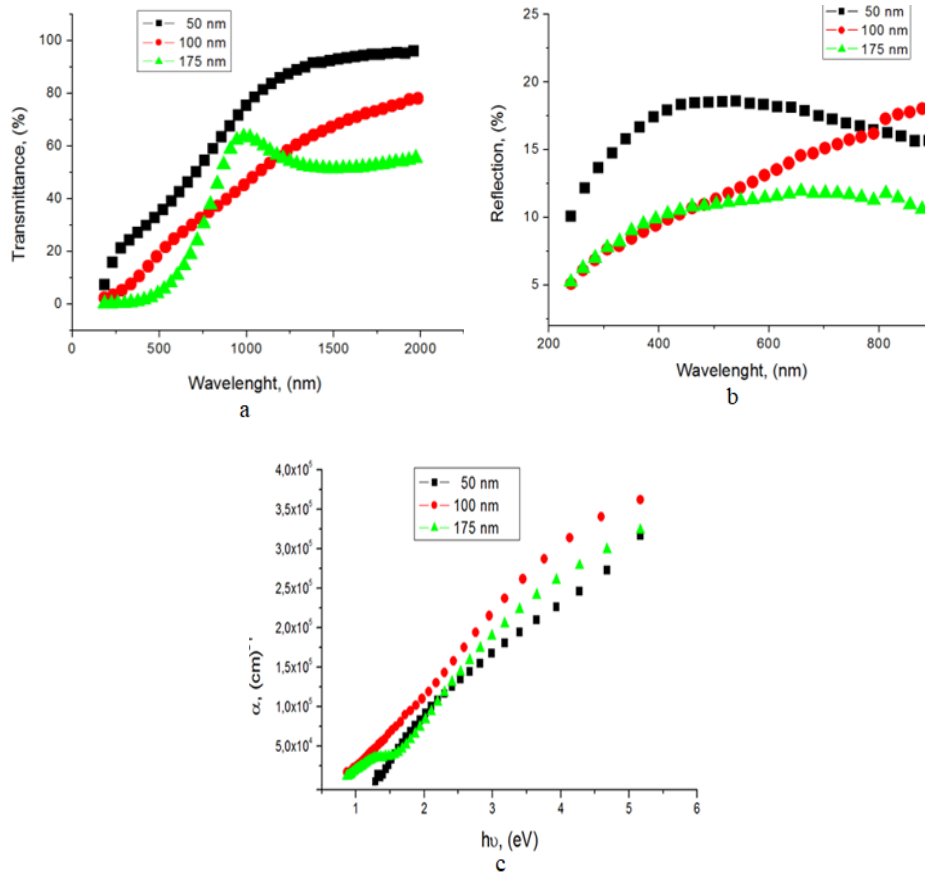 50 nm
100 nm
175 nm
100
80
60
40
20
0
Transmittance, (%)
0 500 1000 1500 2000
Wavelenght, (nm)
a
50 nm
100 nm
175 nm
25
20
15
10
5
Reflection, (%)
200 400 600 800
Wavelenght, (nm)
b
50 nm
100 nm
175 nm
4,0x10⁵
3,5x10⁵
3,0x10⁵
2,5x10⁵
2,0x10⁵
1,5x10⁵
1,0x10⁵
5,0x10⁴
α, (cm)⁻
1 2 3 4 5 6
hυ, (eV)
c